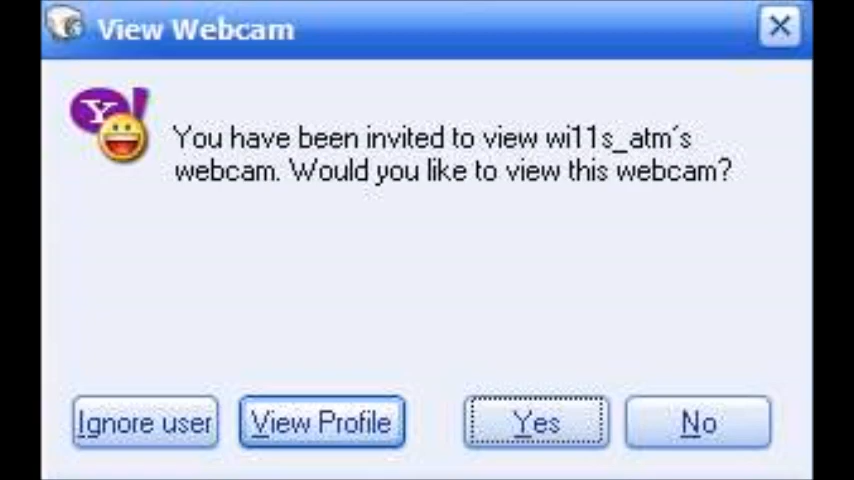 View Webcam
Y!
You have been invited to view wi11s_atm´s
webcam. Would you like to view this webcam?
Ignore user View Profile Yes No